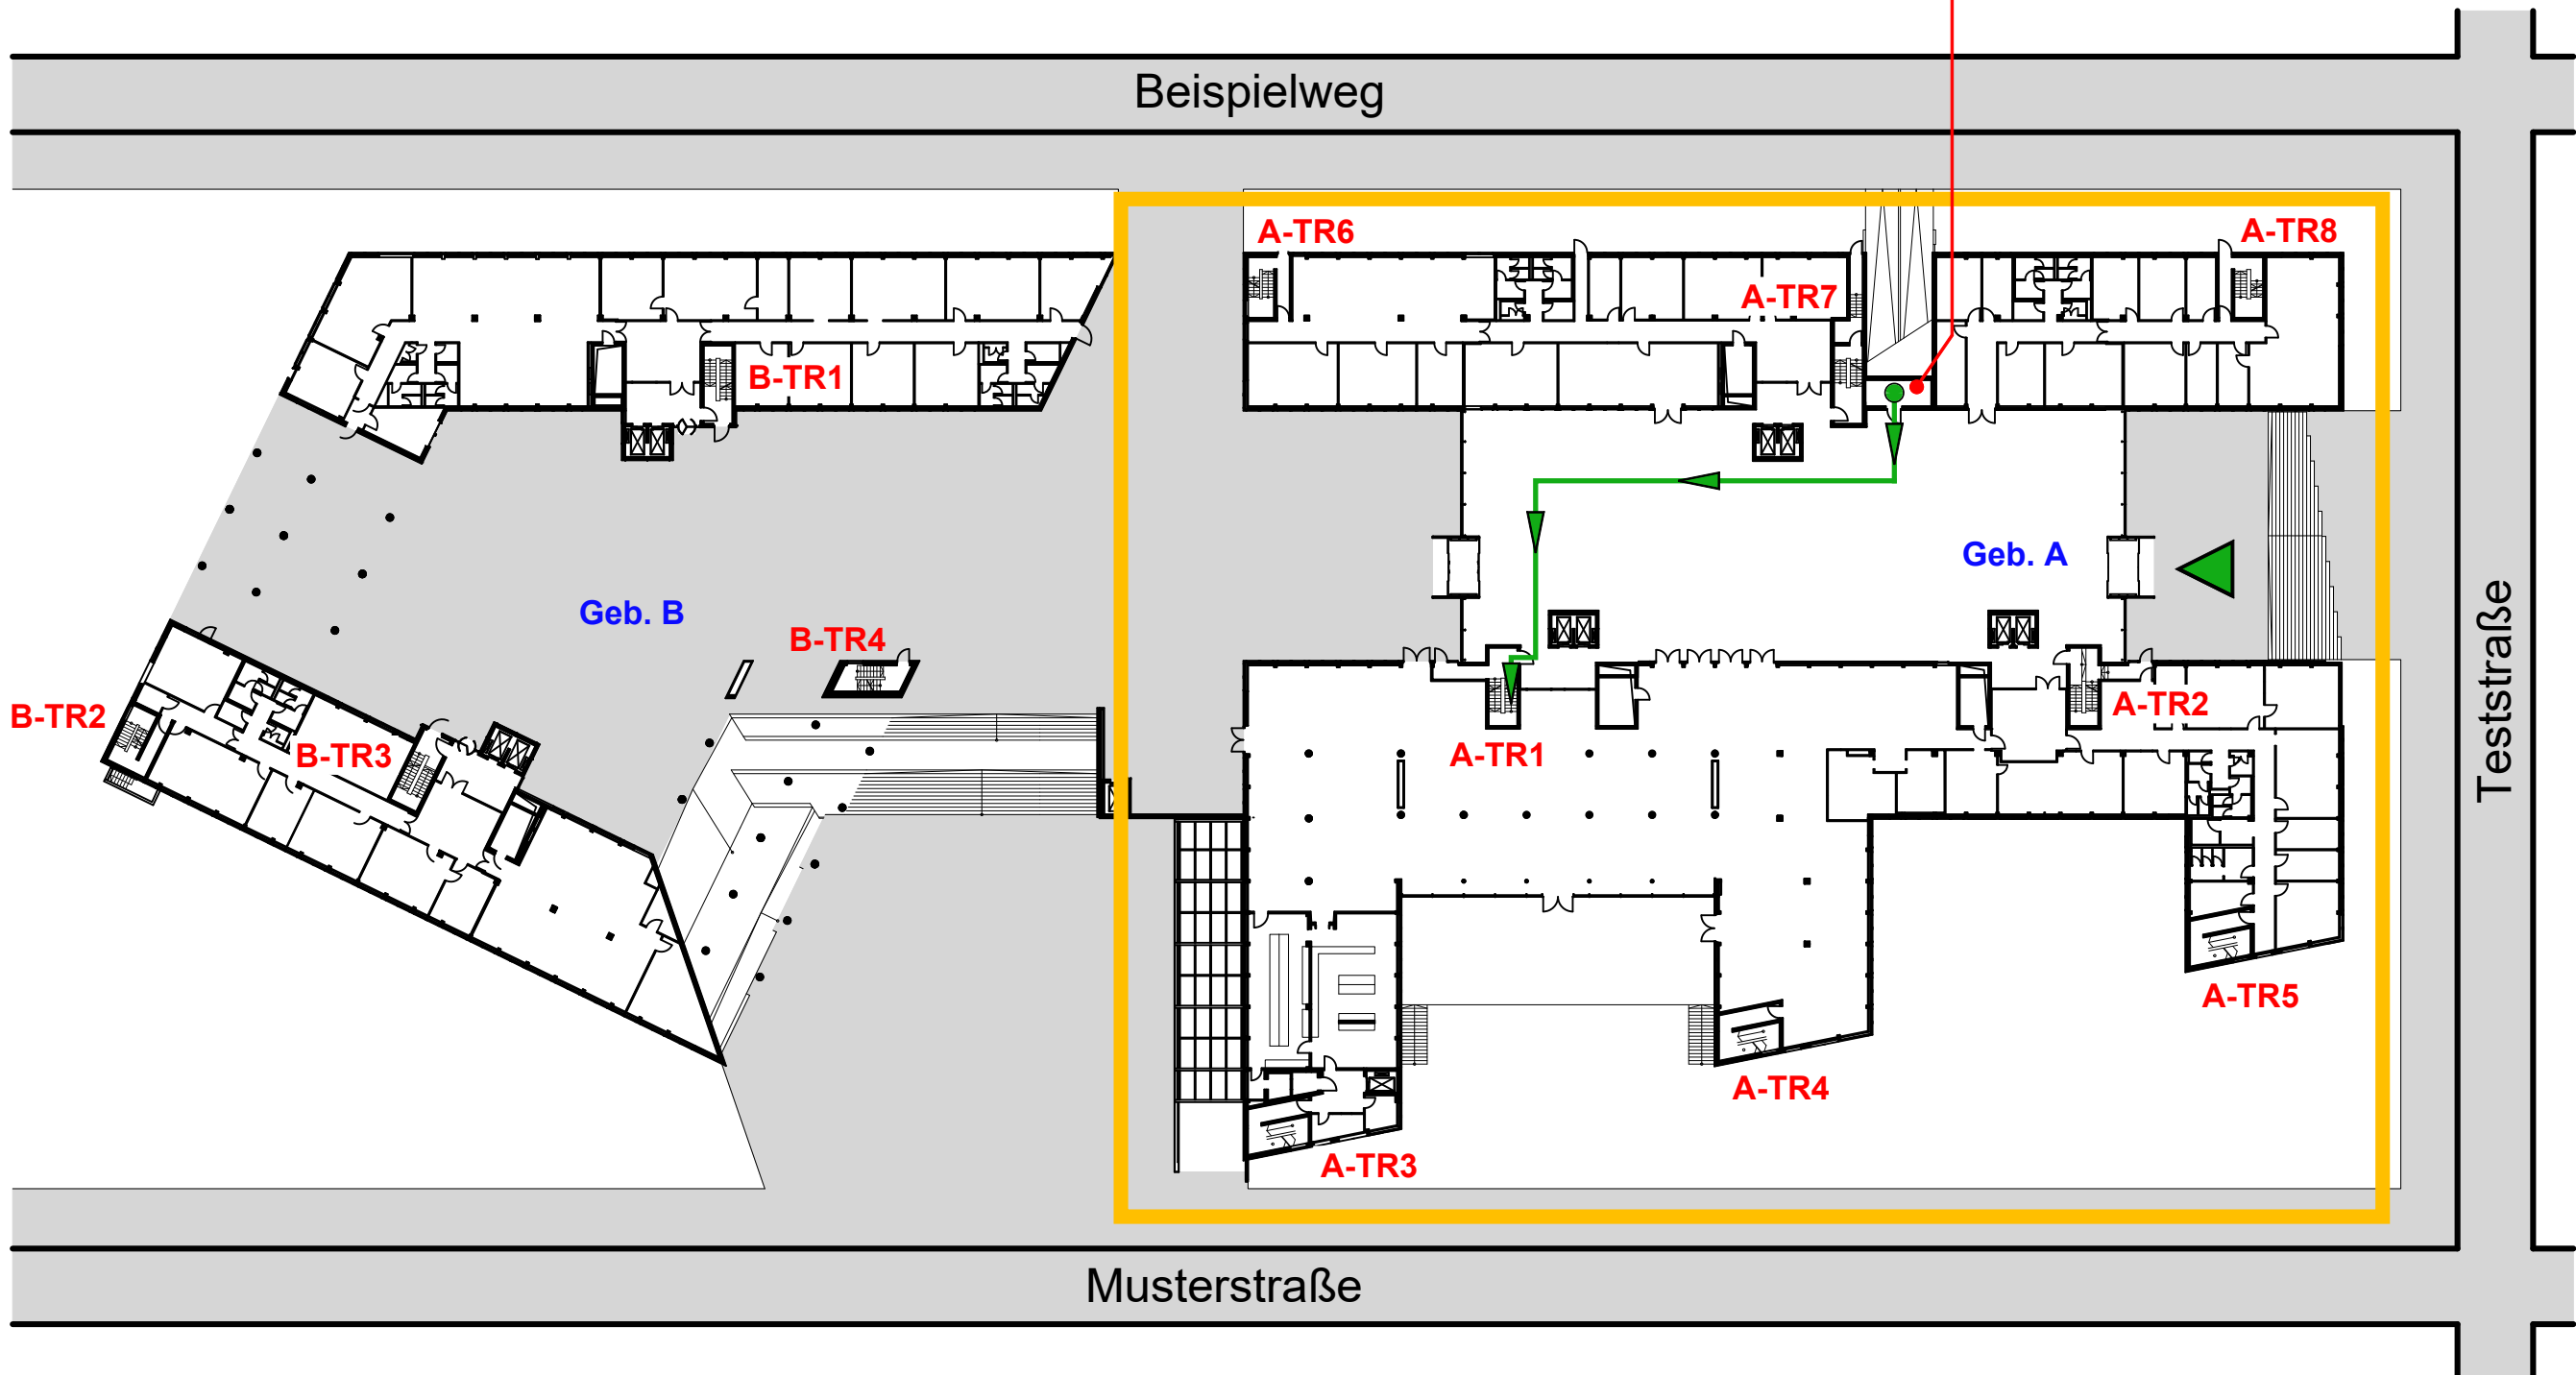 Beispielweg
A-TR6
A-TR8
A-TR7
B-TR1
Geb. A
Geb. B
B-TR4
Teststraße
B-TR2
B-TR3
A-TR1
A-TR2
A-TR5
A-TR4
A-TR3
Musterstraße